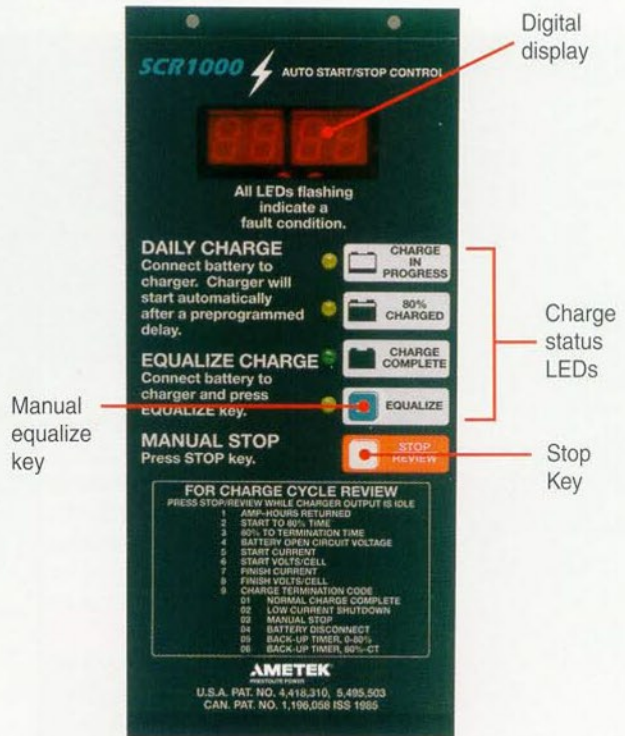 Digital
display
SCR1000 AUTO START/STOP CONTROL
All LEDs flashing
indicate a
fault condition.
DAILY CHARGE
Connect battery to
charger. Charger will
start automatically
after a preprogrammed
delay.
CHARGE
IN
PROGRESS
80%
CHARGED
CHARGE
COMPLETE
Charge
status
LEDs
EQUALIZE CHARGE
Connect battery to
charger and press
EQUALIZE key.
EQUALIZE
Manual
equalize
key
MANUAL STOP
Press STOP key.
STOP
REVIEW
Stop
Key
FOR CHARGE CYCLE REVIEW
PRESS STOP/REVIEW WHILE CHARGER OUTPUT IS IDLE
1 AMP-HOURS RETURNED
2 START TO 80% TIME
3 80% TO TERMINATION TIME
4 BATTERY OPEN CIRCUIT VOLTAGE
5 START CURRENT
6 START VOLTS/CELL
7 FINISH CURRENT
8 FINISH VOLTS/CELL
9 CHARGE TERMINATION CODE
01 NORMAL CHARGE COMPLETE
02 LOW CURRENT SHUTDOWN
03 MANUAL STOP
04 BATTERY DISCONNECT
05 BACK-UP TIMER, 0-80%
06 BACK-UP TIMER, 80%-CT
AMETEK
PRESTOLITE POWER
U.S.A. PAT. NO. 4,418,310, 5,495,503
CAN. PAT. NO. 1,196,058 ISS 1985